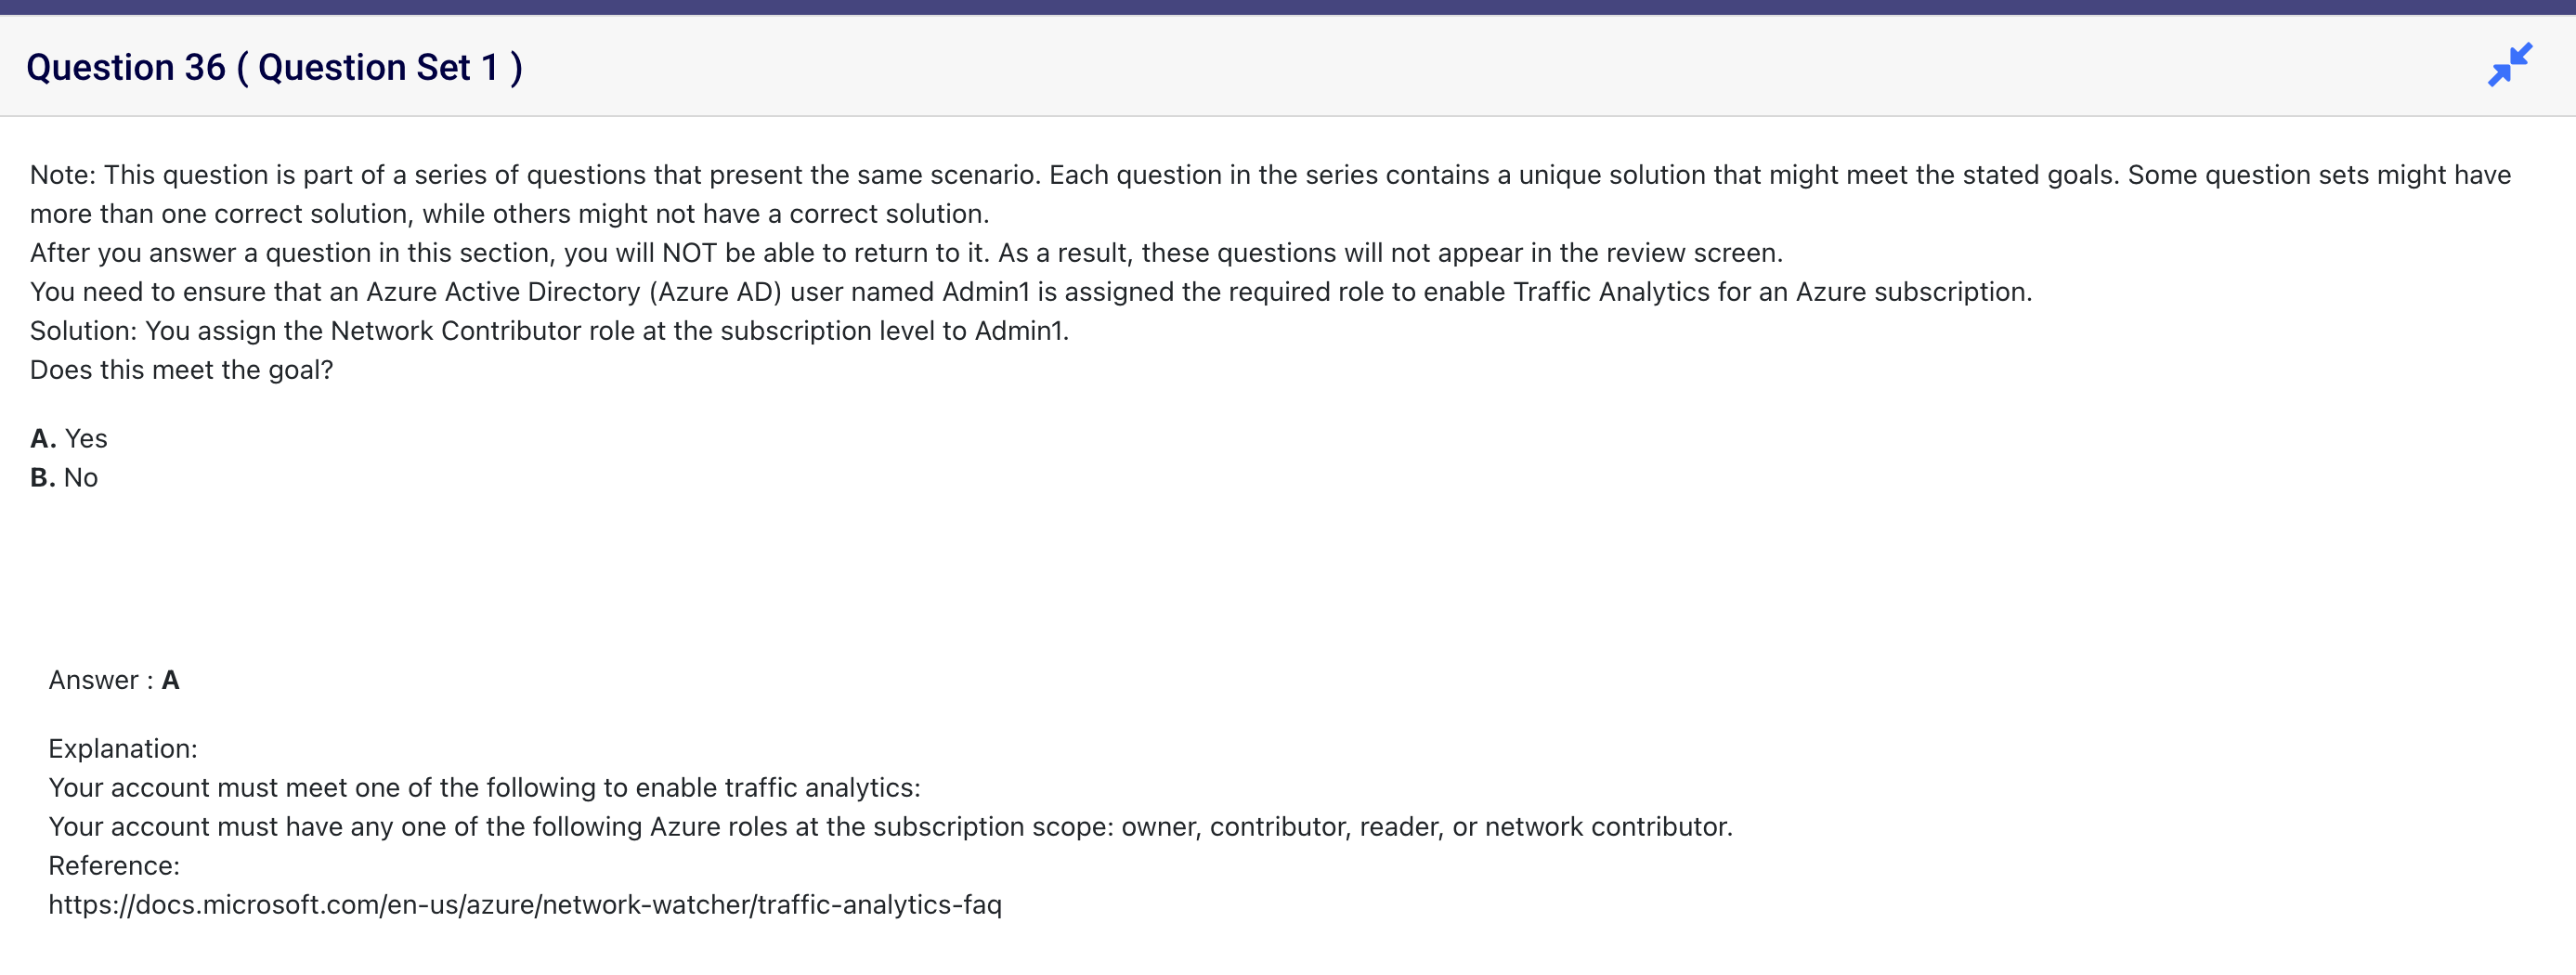 Question 36 ( Question Set 1 )
Note: This question is part of a series of questions that present the same scenario. Each question in the series contains a unique solution that might meet the stated goals. Some question sets might have
more than one correct solution, while others might not have a correct solution.
After you answer a question in this section, you will NOT be able to return to it. As a result, these questions will not appear in the review screen.
You need to ensure that an Azure Active Directory (Azure AD) user named Admin1 is assigned the required role to enable Traffic Analytics for an Azure subscription.
Solution: You assign the Network Contributor role at the subscription level to Admin1.
Does this meet the goal?
A. Yes
B. No
Answer : A
Explanation:
Your account must meet one of the following to enable traffic analytics:
Your account must have any one of the following Azure roles at the subscription scope: owner, contributor, reader, or network contributor.
Reference:
https://docs.microsoft.com/en-us/azure/network-watcher/traffic-analytics-faq